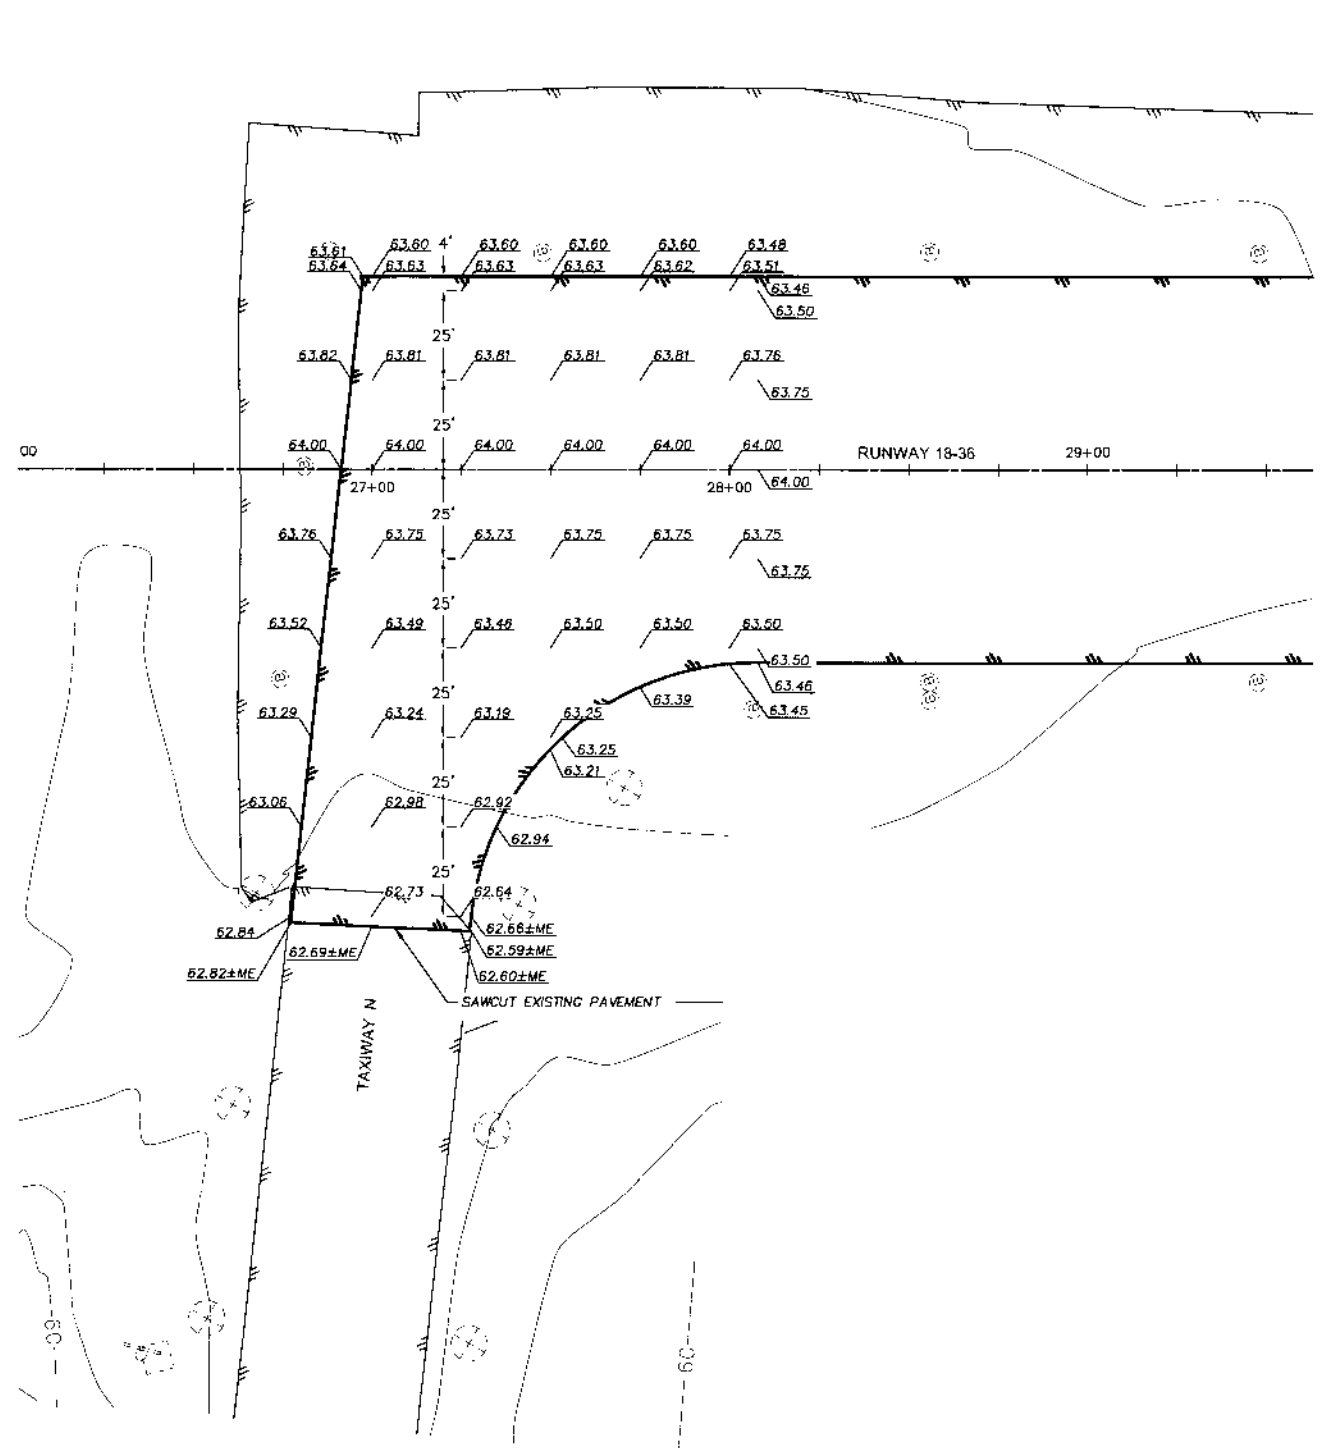 63.61 63.60 4' 63.60 63.60 63.60 63.48
63.64 63.63 63.63 63.63 63.62 63.51
63.46
63.50
25'
63.82 63.81 63.81 63.81 63.81 63.76
63.75
25'
00 64.00 64.00 64.00 64.00 64.00 64.00 RUNWAY 18-36 29+00
27+00 28+00 64.00
25'
63.76 63.75 63.73 63.75 63.75 63.75
63.75
25'
63.52 63.49 63.46 63.50 63.50 63.50
63.50
25' 63.39 63.46
63.29 63.24 63.19 63.25 63.45
63.25
63.21
25'
63.06 62.98 62.92
62.94
25'
62.73 62.64
62.84 62.66±ME
62.69±ME 62.59±ME
62.82±ME 62.60±ME
SAWCUT EXISTING PAVEMENT
TAXIWAY N
60
60